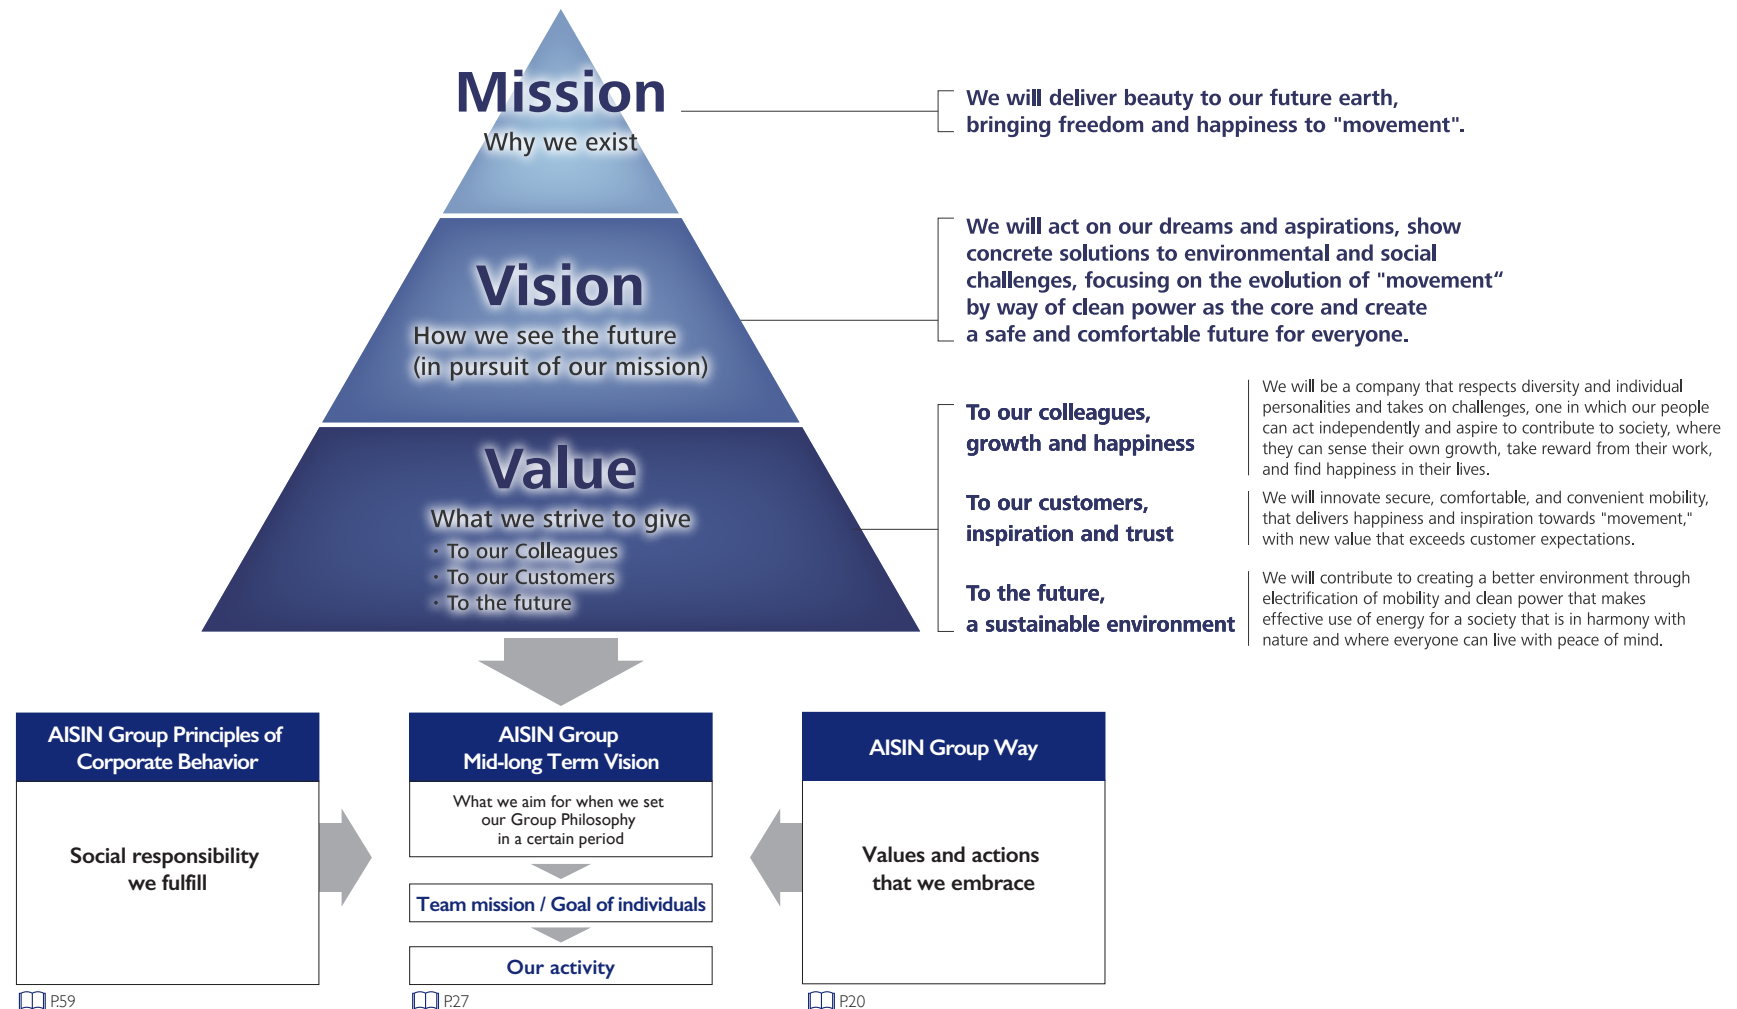 Mission
Why we exist
We will deliver beauty to our future earth,
bringing freedom and happiness to "movement".
Vision
How we see the future
(in pursuit of our mission)
We will act on our dreams and aspirations, show
concrete solutions to environmental and social
challenges, focusing on the evolution of "movement“
by way of clean power as the core and create
a safe and comfortable future for everyone.
Value
What we strive to give
・To our Colleagues
・To our Customers
・To the future
To our colleagues,
growth and happiness
We will be a company that respects diversity and individual
personalities and takes on challenges, one in which our people
can act independently and aspire to contribute to society, where
they can sense their own growth, take reward from their work,
and find happiness in their lives.
To our customers,
inspiration and trust
We will innovate secure, comfortable, and convenient mobility,
that delivers happiness and inspiration towards "movement,"
with new value that exceeds customer expectations.
To the future,
a sustainable environment
We will contribute to creating a better environment through
electrification of mobility and clean power that makes
effective use of energy for a society that is in harmony with
nature and where everyone can live with peace of mind.
AISIN Group Principles of
Corporate Behavior
Social responsibility
we fulfill
P.59
AISIN Group
Mid-long Term Vision
What we aim for when we set
our Group Philosophy
in a certain period
Team mission / Goal of individuals
Our activity
P.27
AISIN Group Way
Values and actions
that we embrace
P.20